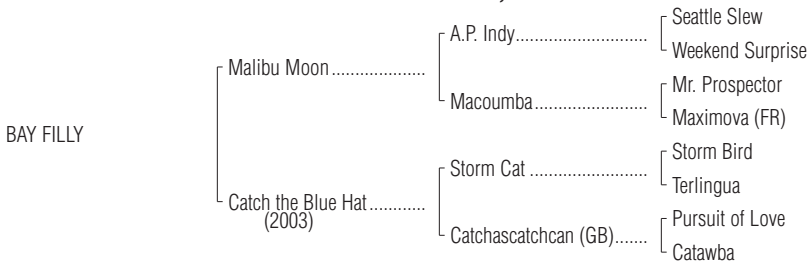 BAY FILLY
Malibu Moon....................
Catch the Blue Hat............
(2003)
A.P. Indy............................
Macoumba........................
Storm Cat .........................
Catchascatchcan (GB).......
Seattle Slew
Weekend Surprise
Mr. Prospector
Maximova (FR)
Storm Bird
Terlingua
Pursuit of Love
Catawba